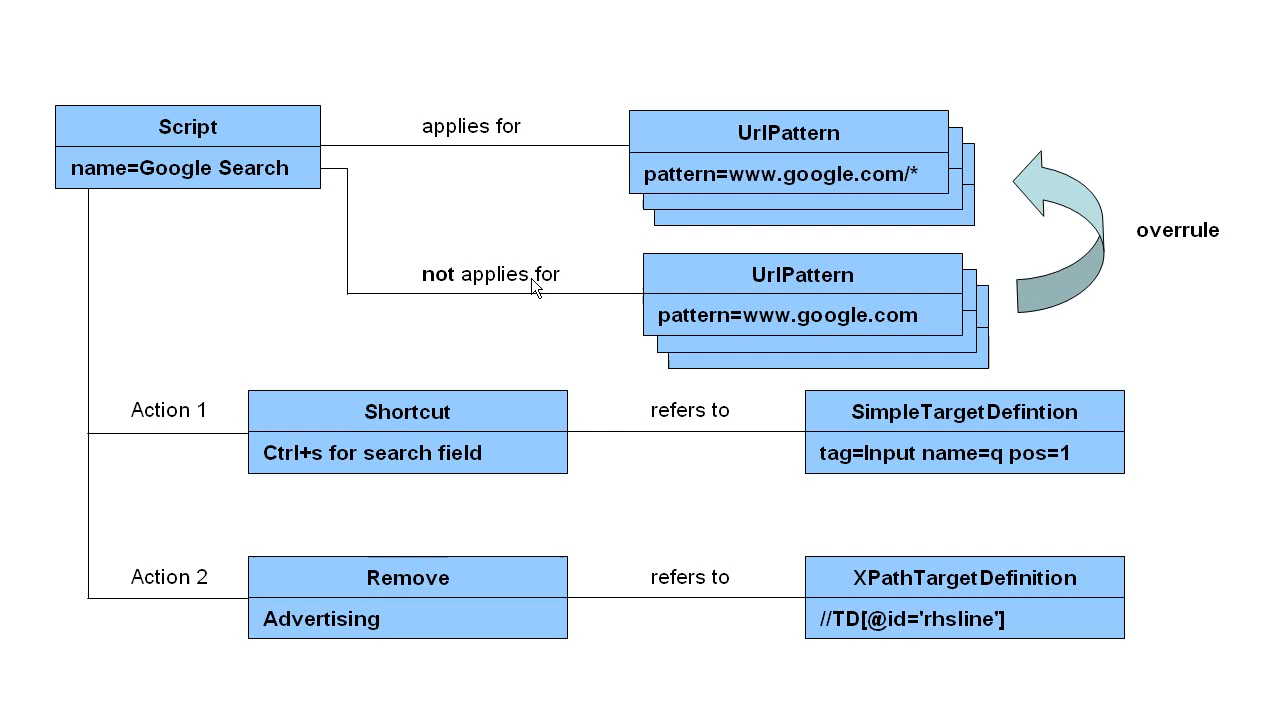 Script
name=Google Search
applies for
UrlPattern
pattern=www.google.com/*
overrule
not applies for
UrlPattern
pattern=www.google.com
Action 1
Shortcut
Ctrl+s for search field
refers to
SimpleTargetDefintion
tag=Input name=q pos=1
Action 2
Remove
Advertising
refers to
XPathTargetDefinition
//TD[@id='rhsline']